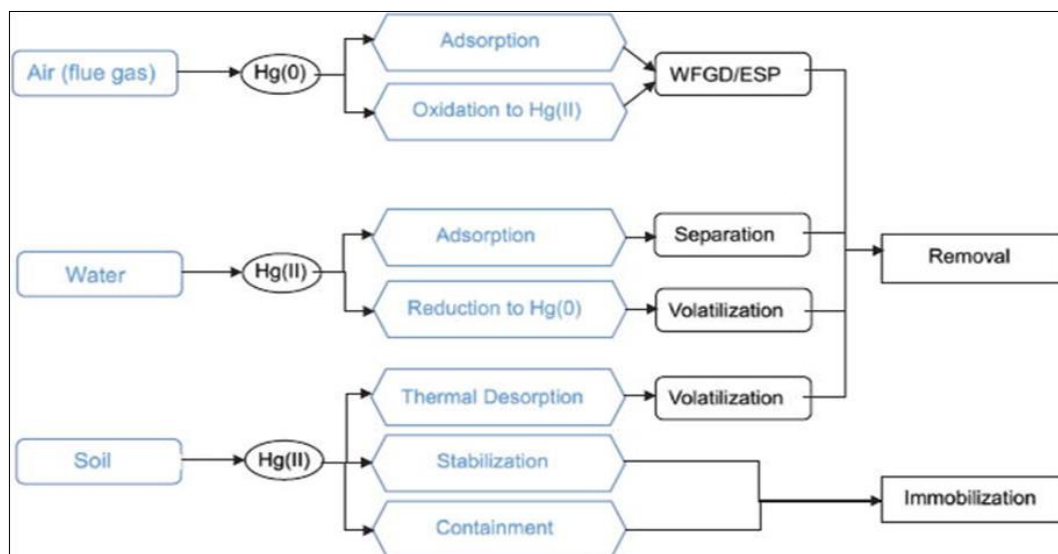 Air (flue gas)
Hg(0)
Adsorption
Oxidation to Hg(II)
WFGD/ESP
Water
Hg(II)
Adsorption
Reduction to Hg(0)
Separation
Volatilization
Removal
Soil
Hg(II)
Thermal Desorption
Stabilization
Containment
Volatilization
Immobilization